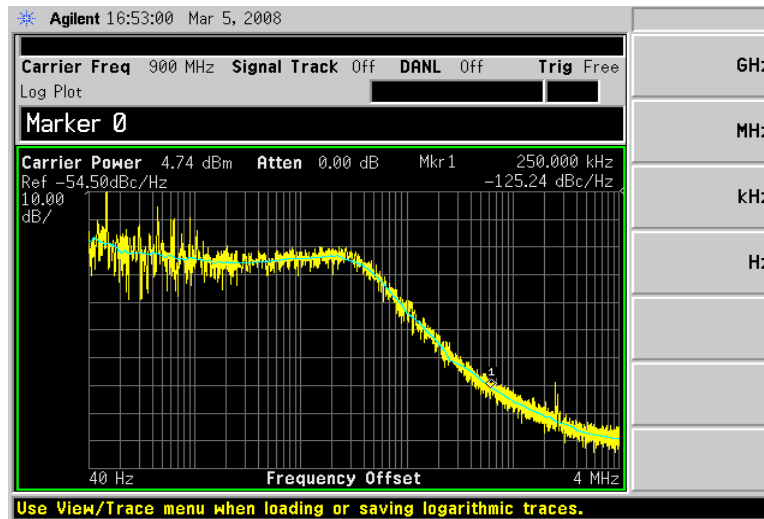 Agilent 16:53:00 Mar 5, 2008
Carrier Freq 900 MHz Signal Track Off DANL Off Trig Free
Log Plot
Marker 0
Carrier Power 4.74 dBm Atten 0.00 dB Mkr1 250.000 kHz
Ref -54.50dBc/Hz -125.24 dBc/Hz
10.00
dB/
1
40 Hz Frequency Offset 4 MHz
Use View/Trace menu when loading or saving logarithmic traces.
GHz
MHz
kHz
Hz